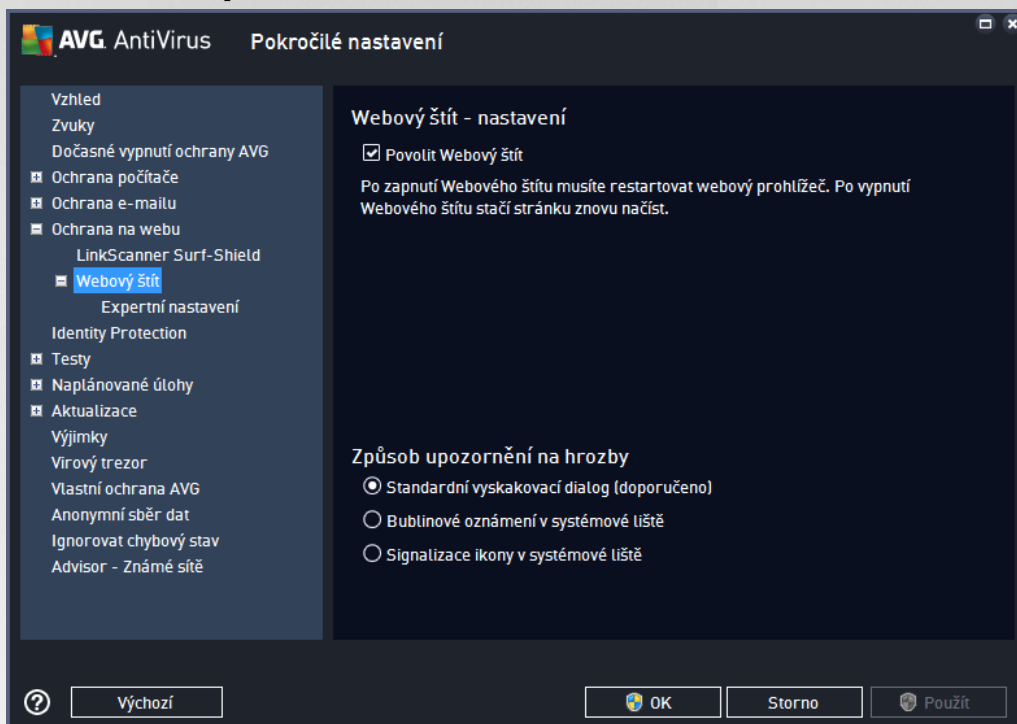 AVG. AntiVirus Pokročilé nastavení
Vzhled
Zvuky
Dočasné vypnutí ochrany AVG
Ochrana počítače
Ochrana e-mailu
Ochrana na webu
LinkScanner Surf-Shield
Webový štít
Expertní nastavení
Identity Protection
Testy
Naplánované úlohy
Aktualizace
Výjimky
Virový trezor
Vlastní ochrana AVG
Anonymní sběr dat
Ignorovat chybový stav
Advisor - Známé sítě
Webový štít - nastavení
Povolit Webový štít
Po zapnutí Webového štítu musíte restartovat webový prohlížeč. Po vypnutí
Webového štítu stačí stránku znovu načíst.
Způsob upozornění na hrozby
Standardní vyskakovací dialog (doporučeno)
Bublinové oznámení v systémové liště
Signalizace ikony v systémové liště
? Výchozí OK Storno Použít